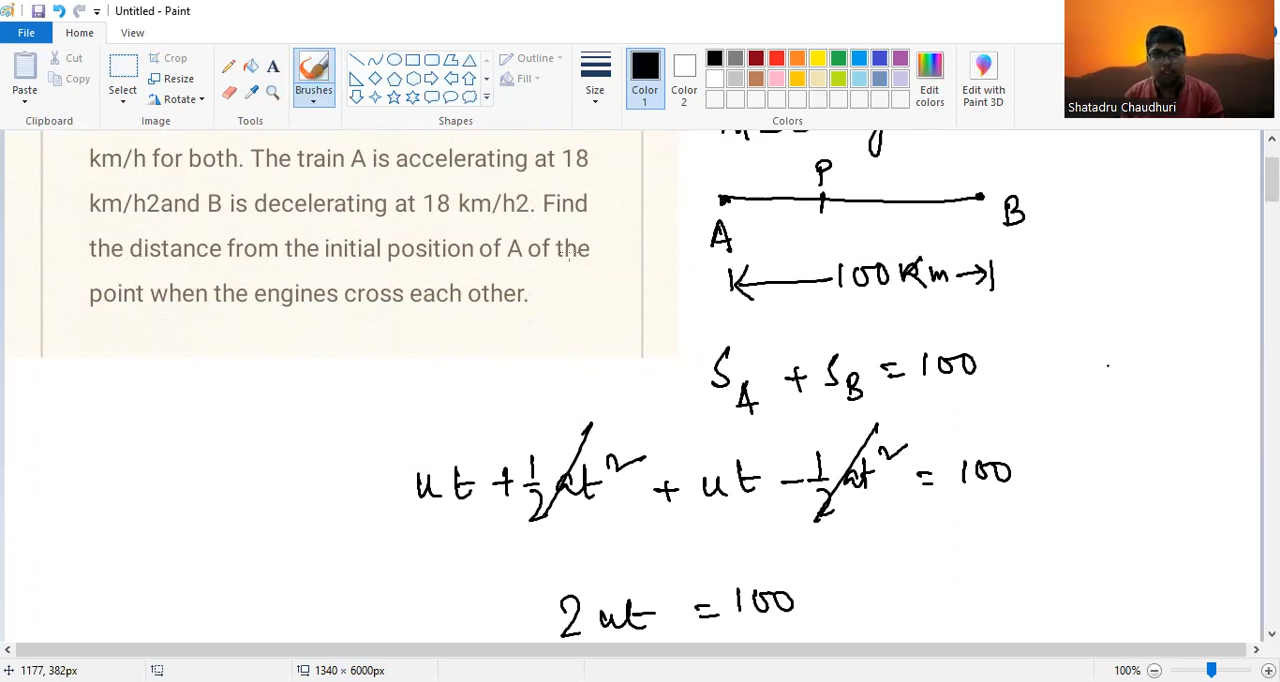 Untitled - Paint
File Home View
Paste
Cut
Copy
Clipboard
Select
Crop
Resize
Rotate
Image
A
Tools
Brushes
Shapes
Outline
Fill
Size
Color 1
Color 2
Edit colors
Edit with Paint 3D
Colors
Shatadru Chaudhuri
km/h for both. The train A is accelerating at 18
km/h2and B is decelerating at 18 km/h2. Find
the distance from the initial position of A of the
point when the engines cross each other.
P
A B
100 Km
S_A + S_B = 100
ut + 1/2 at² + ut - 1/2 at² = 100
2ut = 100
1177, 382px
1340 × 6000px
100%